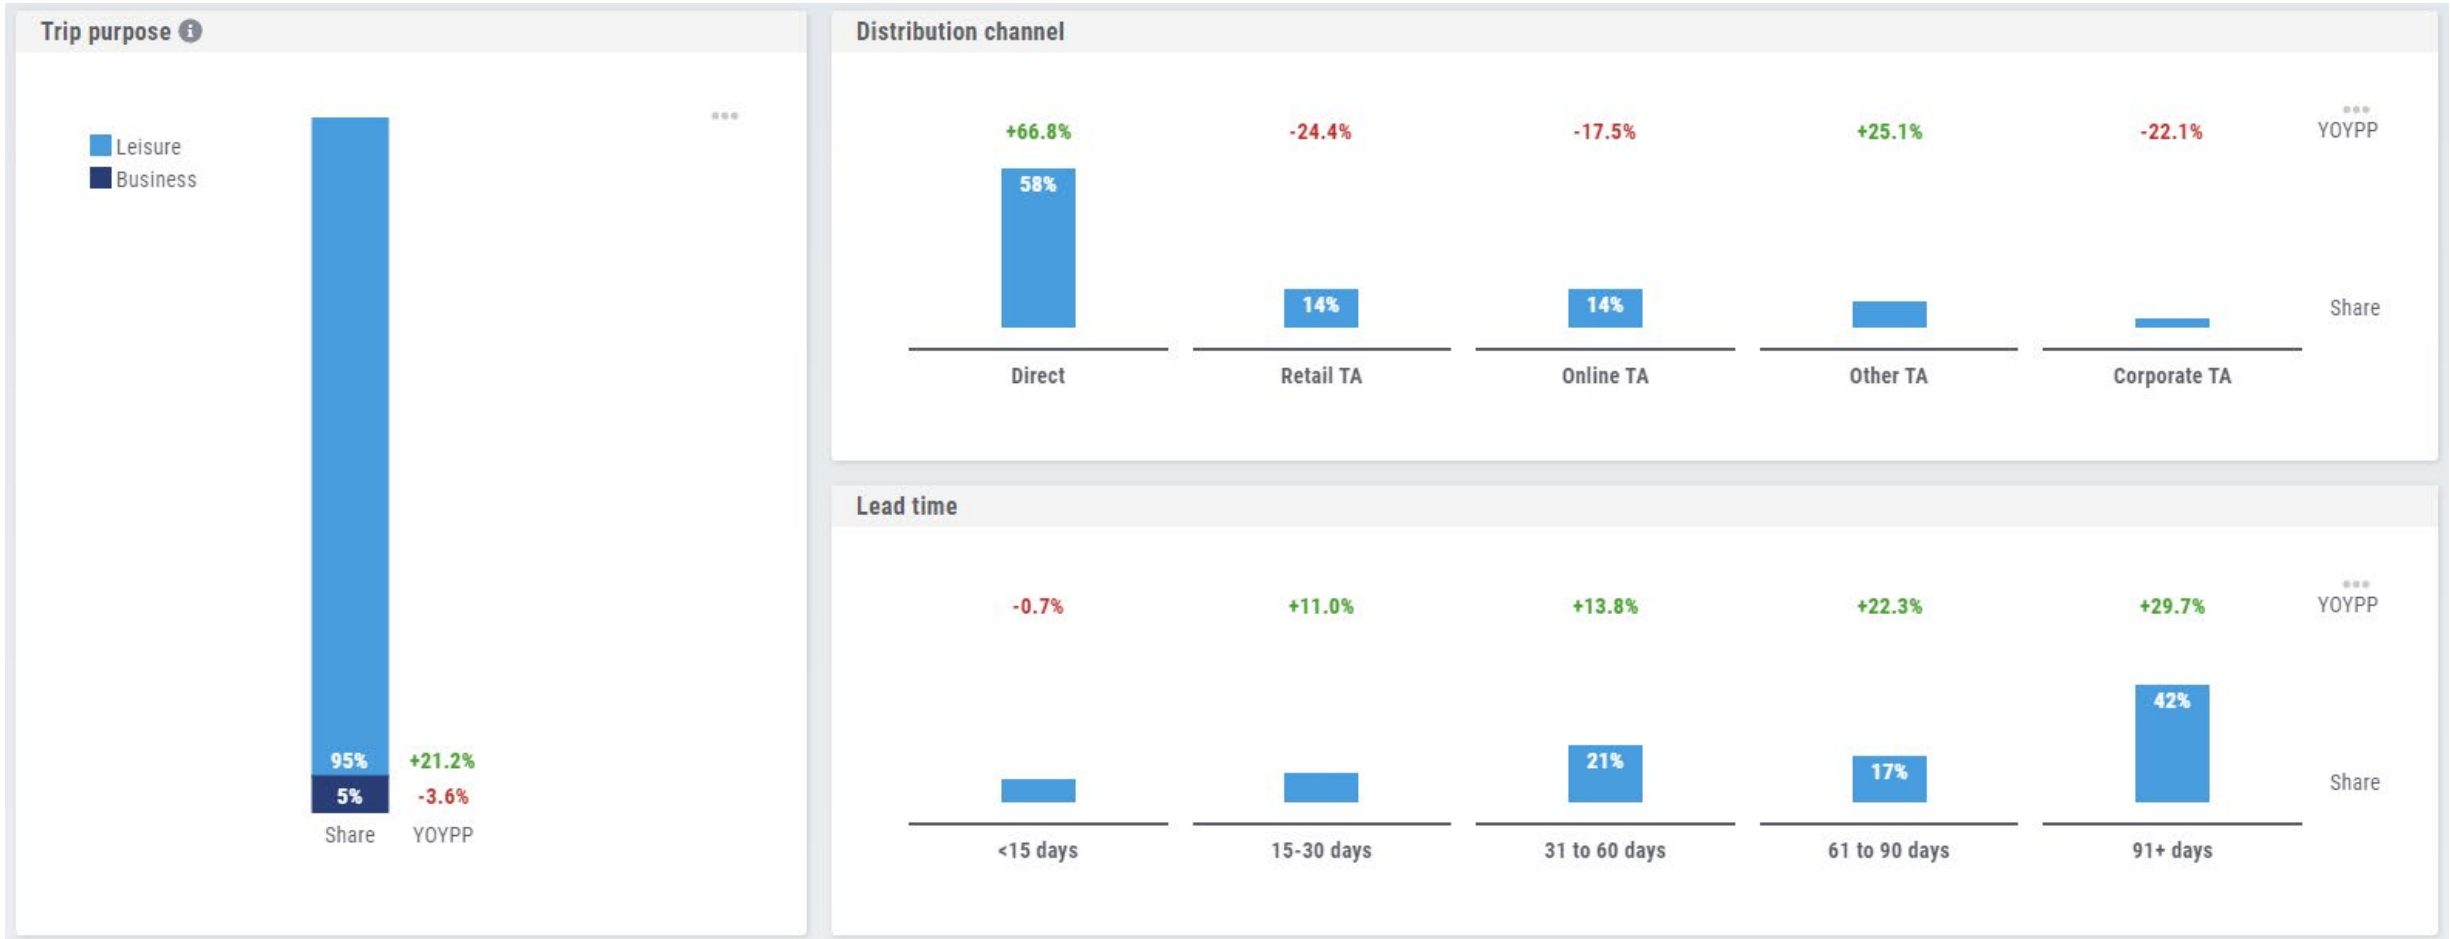 Trip purpose
Leisure
Business
95% +21.2%
5% -3.6%
Share YOYPP
Distribution channel
+66.8% -24.4% -17.5% +25.1% -22.1% YOYPP
58%
14% 14% Share
Direct Retail TA Online TA Other TA Corporate TA
Lead time
-0.7% +11.0% +13.8% +22.3% +29.7% YOYPP
42%
21% 17% Share
<15 days 15-30 days 31 to 60 days 61 to 90 days 91+ days